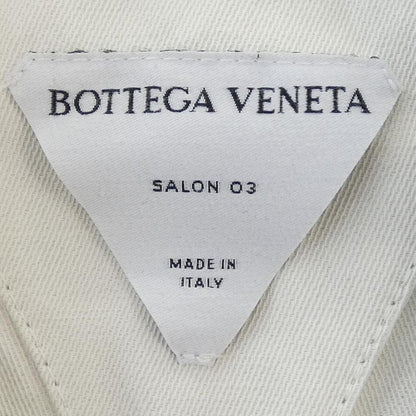 BOTTEGA VENETA
SALON 03
MADE IN
ITALY